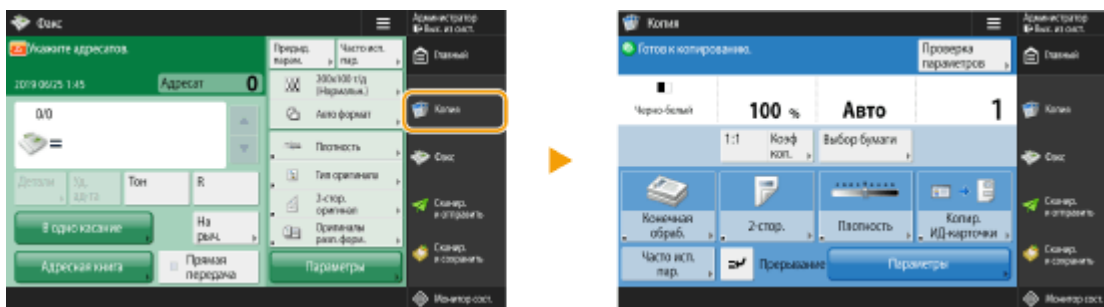 Факс
Администратор
Вых. из сист.
Укажите адресатов.
Предыд.
парам.
Часто исп.
пар.
Главный
2019 06/25 1:45
Адресат
0
300x100 т/д
(Нормальн.)
0/0
Авто формат
Копия
=
Плотность
Факс
Детали
Уд.
Тон
R
Тип оригинала
Сканир.
и отправить
2-стор.
оригинал
В одно касание
На
рыч.
Оригиналы
разл. форм.
Сканир.
и сохранить
Адресная книга
Прямая
передача
Параметры
Монитор сост.
Копия
Администратор
Вых. из сист.
Готов к копированию.
Проверка
параметров
Главный
Черно-белый
100 %
Авто
1
Копия
1:1
Коэф
коп.
Выбор бумаги
Факс
Конечная
обраб.
2-стор.
Плотность
Копир.
ИД-карточки
Сканир.
и отправить
Часто исп.
пар.
Прерывание
Параметры
Сканир.
и сохранить
Монитор сост.